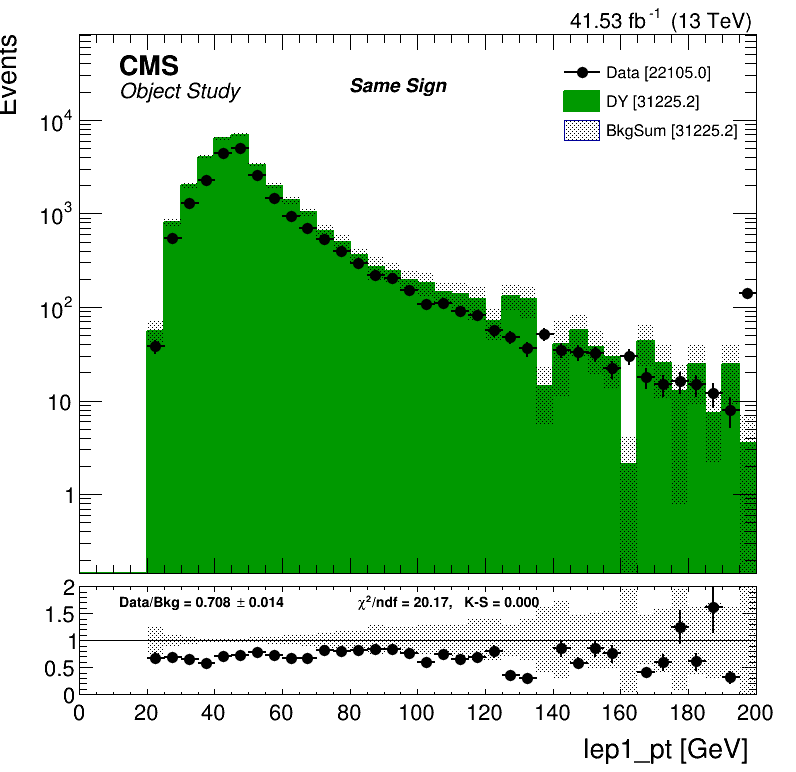 41.53 fb⁻¹ (13 TeV)
Events
CMS
Object Study
Same Sign
Data [22105.0]
DY [31225.2]
BkgSum [31225.2]
10⁴
10³
10²
10
1
2
1.5
1
0.5
0
Data/Bkg = 0.708 ± 0.014
χ²/ndf = 20.17, K-S = 0.000
0 20 40 60 80 100 120 140 160 180 200
lep1_pt [GeV]